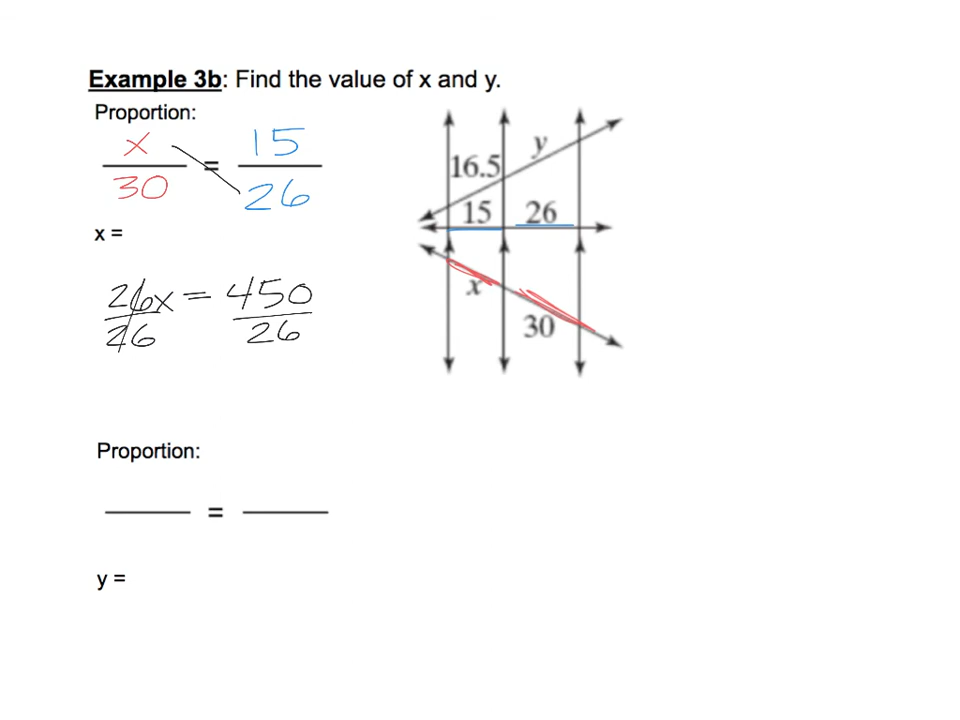 Example 3b: Find the value of x and y.
Proportion:
x/30 = 15/26
x =
26x/26 = 450/26
16.5
y
15
26
x
30
Proportion:
=
y =